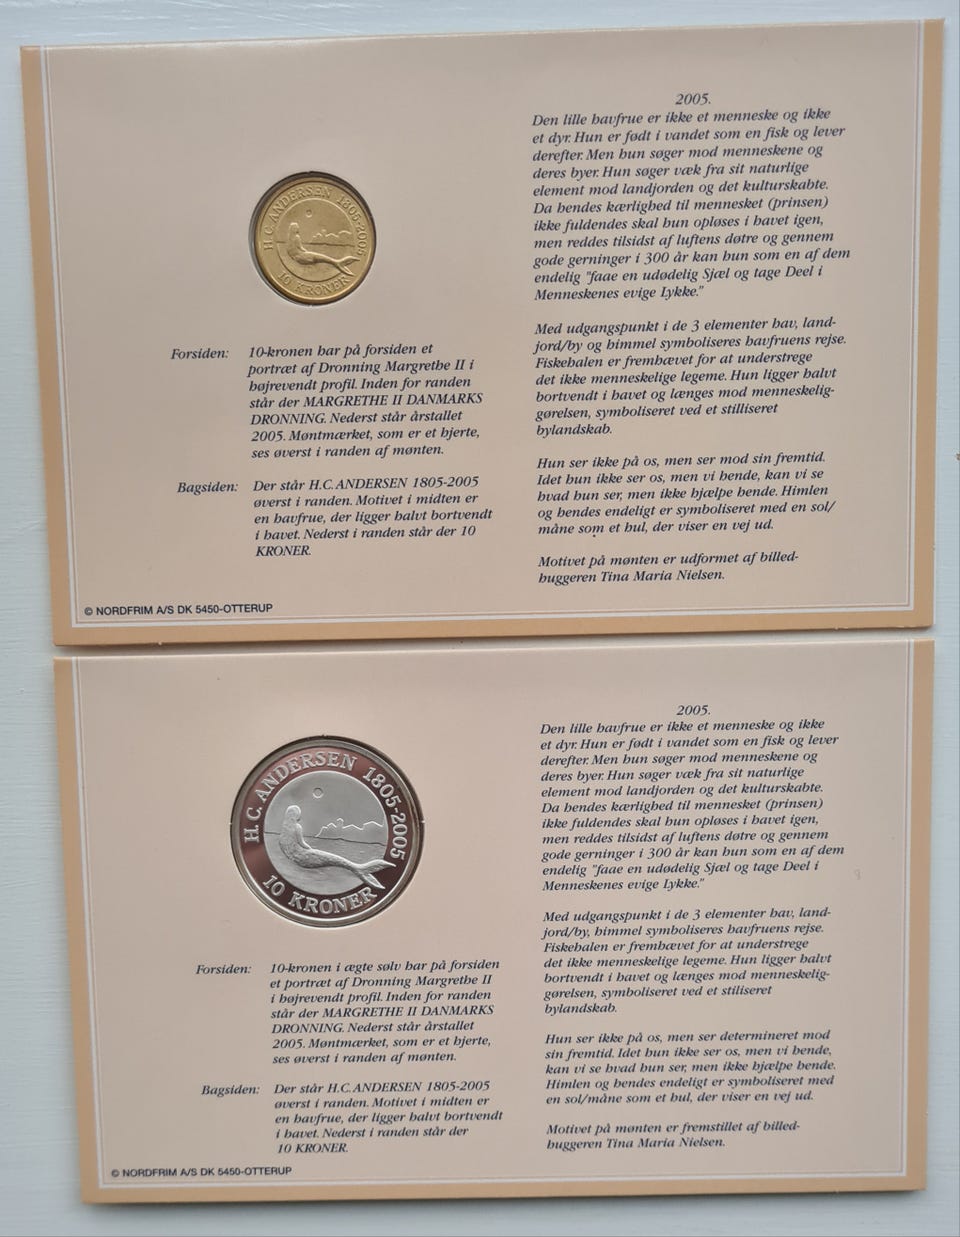 H.C. ANDERSEN 1805-2005
10 KRONER
Forsiden: 10-kronen har på forsiden et
portræt af Dronning Margrethe II i
højrevendt profil. Inden for randen
står der MARGRETHE II DANMARKS
DRONNING. Nederst står årstallet
2005. Møntmærket, som er et hjerte,
ses øverst i randen af mønten.
Bagsiden: Der står H.C. ANDERSEN 1805-2005
øverst i randen. Motivet i midten er
en havfrue, der ligger halvt bortvendt
i havet. Nederst i randen står der 10
KRONER.
© NORDFRIM A/S DK 5450-OTTERUP
2005.
Den lille havfrue er ikke et menneske og ikke
et dyr. Hun er født i vandet som en fisk og lever
derefter. Men hun søger mod menneskene og
deres byer. Hun søger væk fra sit naturlige
element mod landjorden og det kulturskabte.
Da hendes kærlighed til mennesket (prinsen)
ikke fuldendes skal hun opløses i havet igen,
men reddes tilsidst af luftens døtre og gennem
gode gerninger i 300 år kan hun som en af dem
endelig "faae en udødelig Sjæl og tage Deel i
Menneskenes evige Lykke."
Med udgangspunkt i de 3 elementer hav, land-
jord/by og himmel symboliseres havfruens rejse.
Fiskehalen er fremhævet for at understrege
det ikke menneskelige legeme. Hun ligger halvt
bortvendt i havet og længes mod menneskelig-
gørelsen, symboliseret ved et stilliseret
bylandskab.
Hun ser ikke på os, men ser mod sin fremtid.
Idet hun ikke ser os, men vi hende, kan vi se
hvad hun ser, men ikke hjælpe hende. Himlen
og hendes endeligt er symboliseret med en sol/
måne som et hul, der viser en vej ud.
Motivet på mønten er udformet af billed-
huggeren Tina Maria Nielsen.
H.C. ANDERSEN 1805-2005
10 KRONER
Forsiden: 10-kronen i ægte sølv har på forsiden
et portræt af Dronning Margrethe II
i højrevendt profil. Inden for randen
står der MARGRETHE II DANMARKS
DRONNING. Nederst står årstallet
2005. Møntmærket, som er et hjerte,
ses øverst i randen af mønten.
Bagsiden: Der står H.C. ANDERSEN 1805-2005
øverst i randen. Motivet i midten er
en havfrue, der ligger halvt bortvendt
i havet. Nederst i randen står der
10 KRONER.
© NORDFRIM A/S DK 5450-OTTERUP
2005.
Den lille havfrue er ikke et menneske og ikke
et dyr. Hun er født i vandet som en fisk og lever
derefter. Men hun søger mod menneskene og
deres byer. Hun søger væk fra sit naturlige
element mod landjorden og det kulturskabte.
Da hendes kærlighed til mennesket (prinsen)
ikke fuldendes skal hun opløses i havet igen,
men reddes tilsidst af luftens døtre og gennem
gode gerninger i 300 år kan hun som en af dem
endelig "faae en udødelig Sjæl og tage Deel i
Menneskenes evige Lykke."
Med udgangspunkt i de 3 elementer hav, land-
jord/by, himmel symboliseres havfruens rejse.
Fiskehalen er fremhævet for at understrege
det ikke menneskelige legeme. Hun ligger halvt
bortvendt i havet og længes mod menneskelig-
gørelsen, symboliseret ved et stiliseret
bylandskab.
Hun ser ikke på os, men ser determineret mod
sin fremtid. Idet hun ikke ser os, men vi hende,
kan vi se hvad hun ser, men ikke hjælpe hende.
Himlen og hendes endeligt er symboliseret med
en sol/måne som et hul, der viser en vej ud.
Motivet på mønten er fremstillet af billed-
huggeren Tina Maria Nielsen.